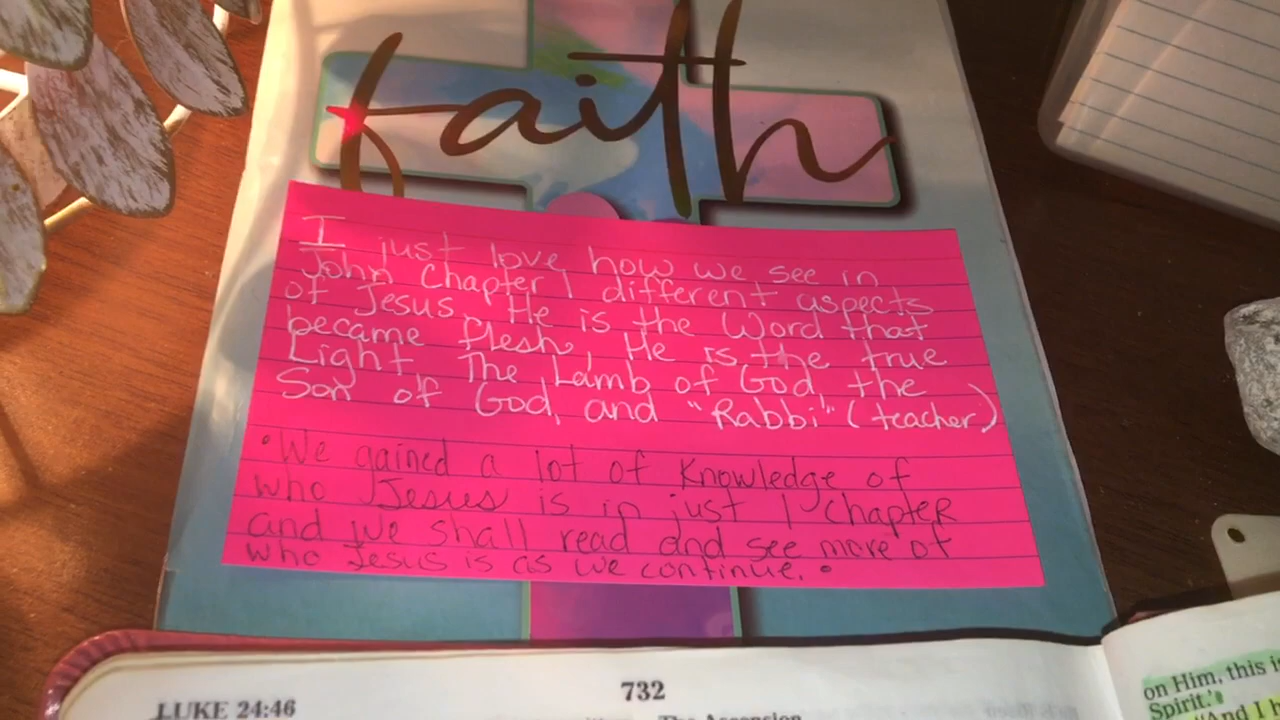 faith
I just love how we see in
John Chapter 1 different aspects
of Jesus. He is the Word that
became flesh, He is the true
Light, The Lamb of God, the
Son of God, and "Rabbi" (teacher)
•We gained a lot of Knowledge of
who Jesus is in just 1 chapter
and we shall read and see more of
who Jesus is as we continue.•
LUKE 24:46
732
The Ascension
on Him, this i
Spirit.'
'And I h